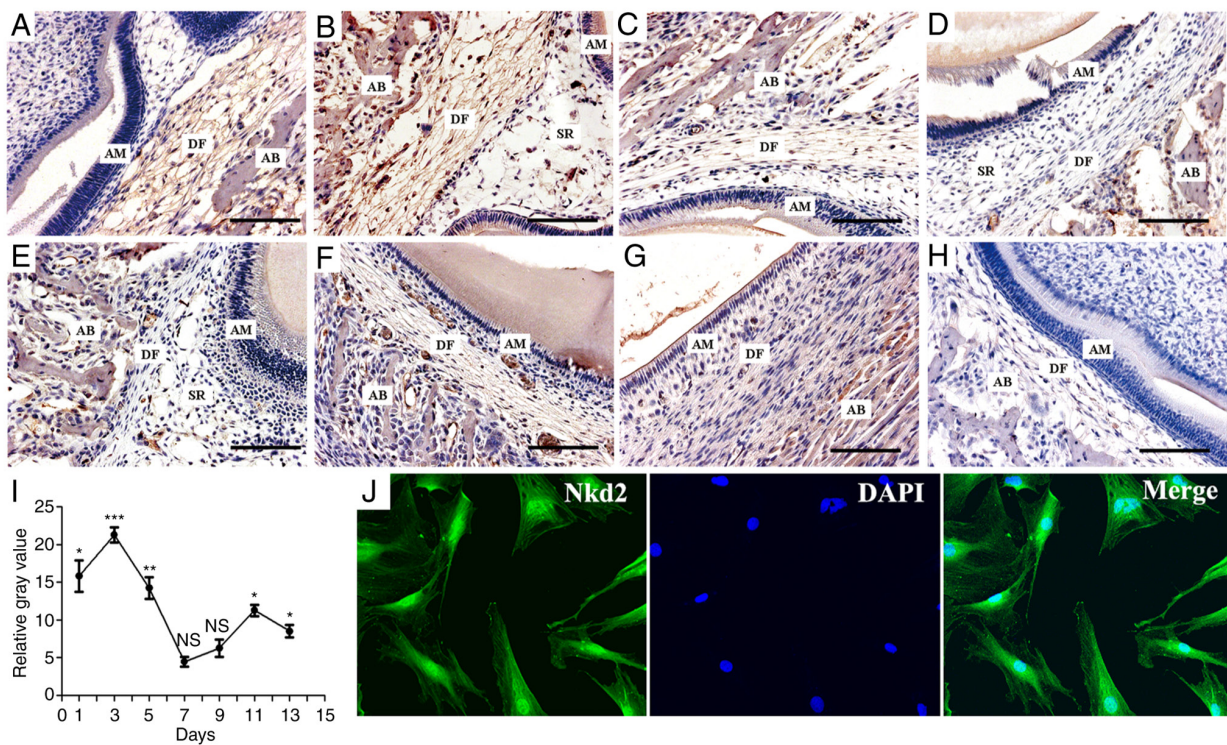 A
AM
DF
AB
B
AM
AB
DF
SR
C
AB
DF
AM
D
AM
SR
DF
AB
E
AB
AM
DF
SR
F
DF
AM
AB
G
AM
DF
AB
H
AM
DF
AB
I
Relative gray value
25
20
15
10
5
0
*
***
**
NS
NS
*
*
0 1 3 5 7 9 11 13 15
Days
J
Nkd2
DAPI
Merge